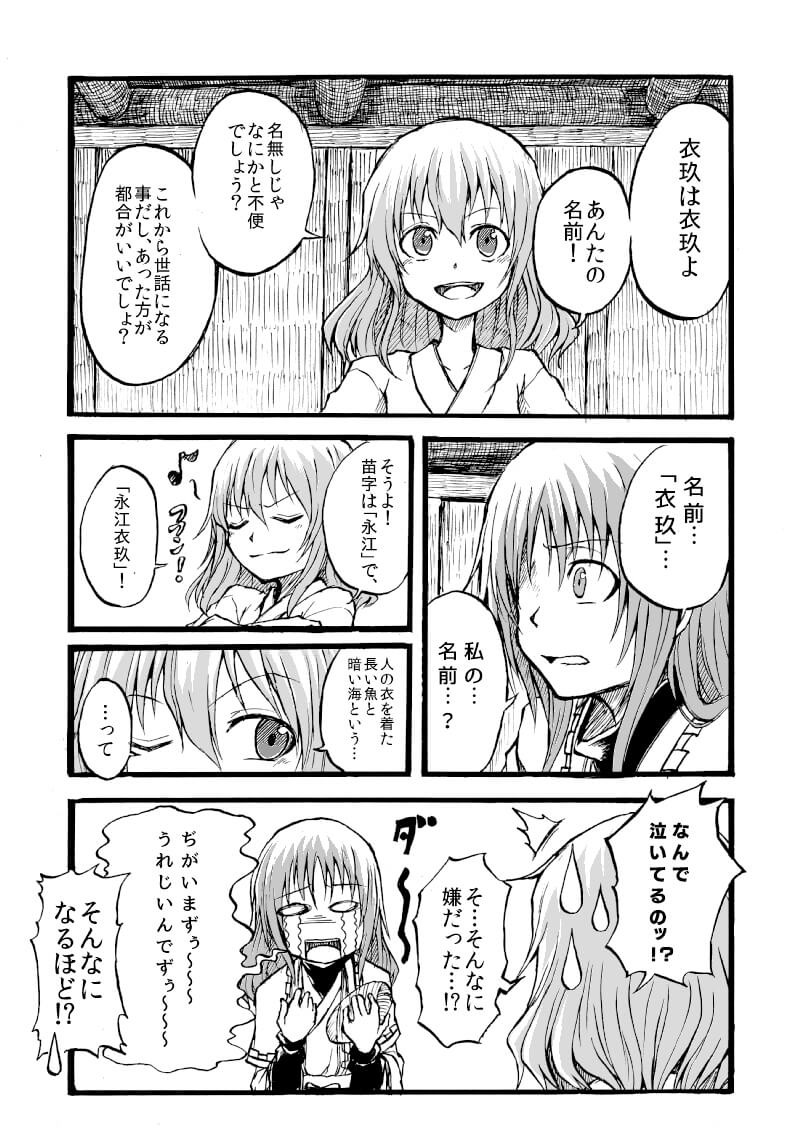 衣玖は衣玖よ
あんたの
名前！
名無しじゃ
なにかと不便
でしょう？
これから世話になる
事だし、あった方が
都合がいいでしょ？
名前…
「衣玖」…
私の…
名前…？
そうよ！
苗字は「永江」で、
フフン！
「永江衣玖」！
人の衣を着た
長い魚と
暗い海という…
…って
なんで
泣いてるのッ！？
そ…そんなに
嫌だった…！？
ダ〜
ぢがいまずぅ〜〜〜
うれじいんでずぅ〜〜〜
そんなに
なるほど！？